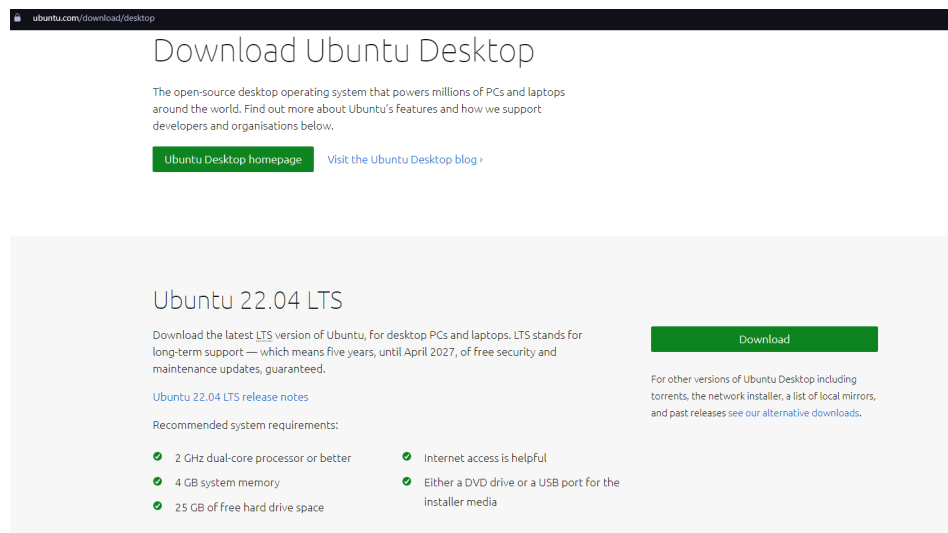 ubuntu.com/download/desktop
Download Ubuntu Desktop
The open-source desktop operating system that powers millions of PCs and laptops
around the world. Find out more about Ubuntu's features and how we support
developers and organisations below.
Ubuntu Desktop homepage
Visit the Ubuntu Desktop blog ›
Ubuntu 22.04 LTS
Download the latest LTS version of Ubuntu, for desktop PCs and laptops. LTS stands for
long-term support — which means five years, until April 2027, of free security and
maintenance updates, guaranteed.
Ubuntu 22.04 LTS release notes
Recommended system requirements:
2 GHz dual-core processor or better
4 GB system memory
25 GB of free hard drive space
Internet access is helpful
Either a DVD drive or a USB port for the
installer media
Download
For other versions of Ubuntu Desktop including
torrents, the network installer, a list of local mirrors,
and past releases see our alternative downloads.